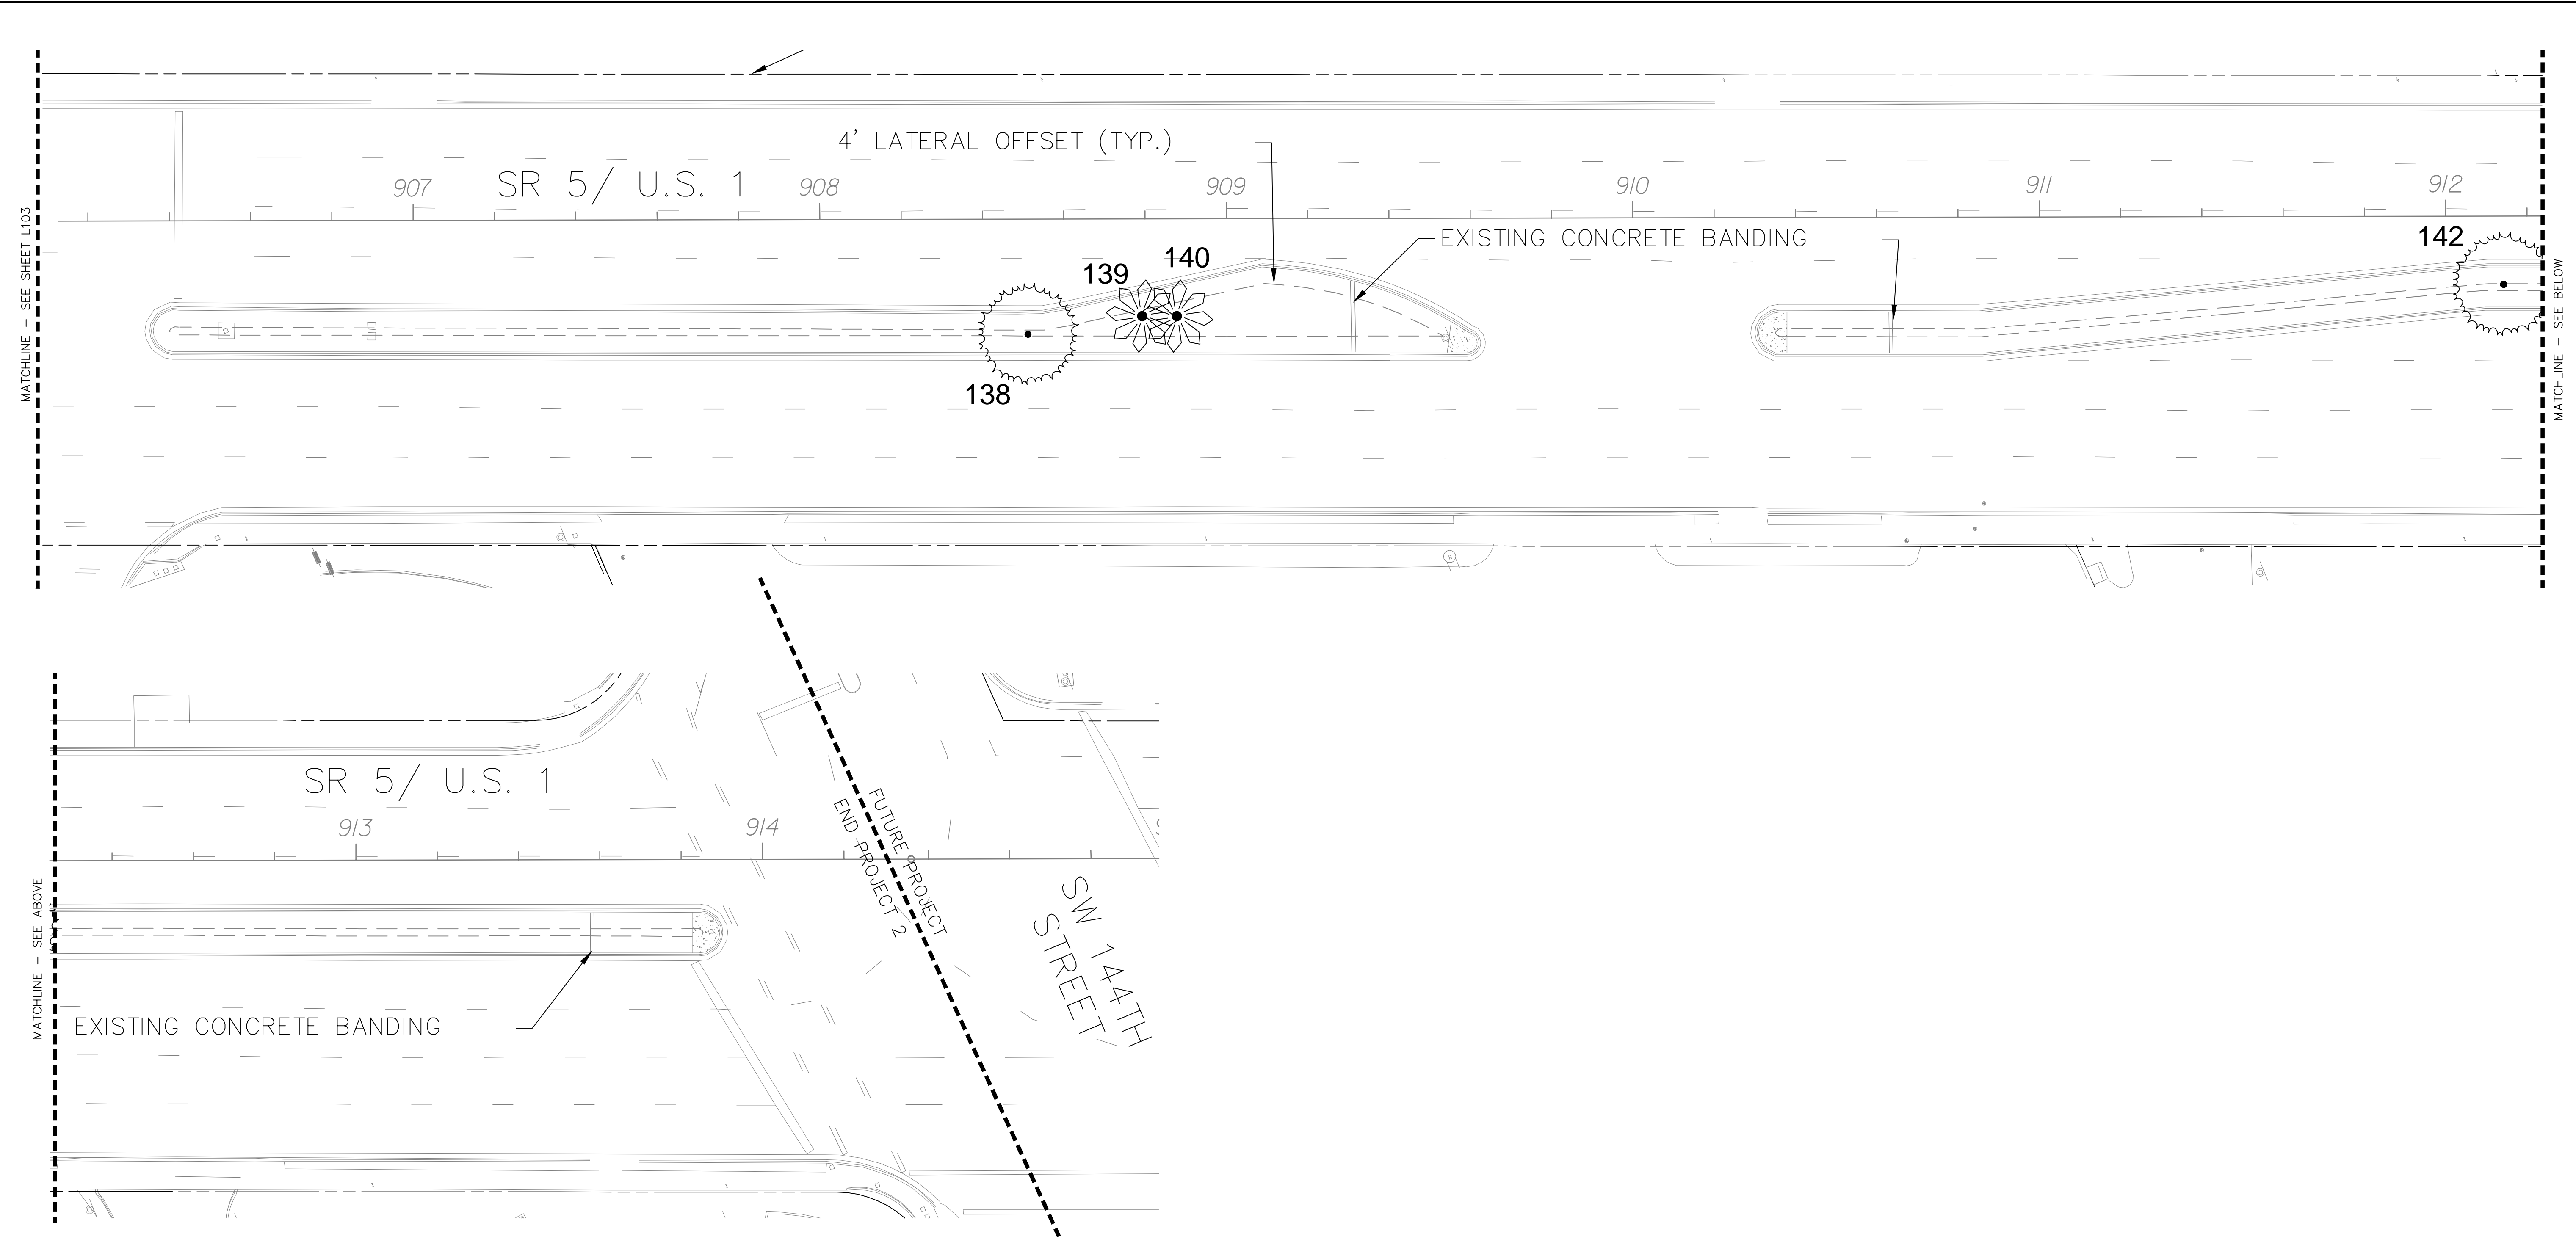 MATCHLINE – SEE SHEET L103
4' LATERAL OFFSET (TYP.)
907
SR 5/ U.S. 1
908
909
910
911
912
EXISTING CONCRETE BANDING
142
139
140
138
MATCHLINE – SEE BELOW
SR 5/ U.S. 1
913
914
FUTURE PROJECT
END PROJECT 2
SW 144TH
STREET
MATCHLINE – SEE ABOVE
EXISTING CONCRETE BANDING